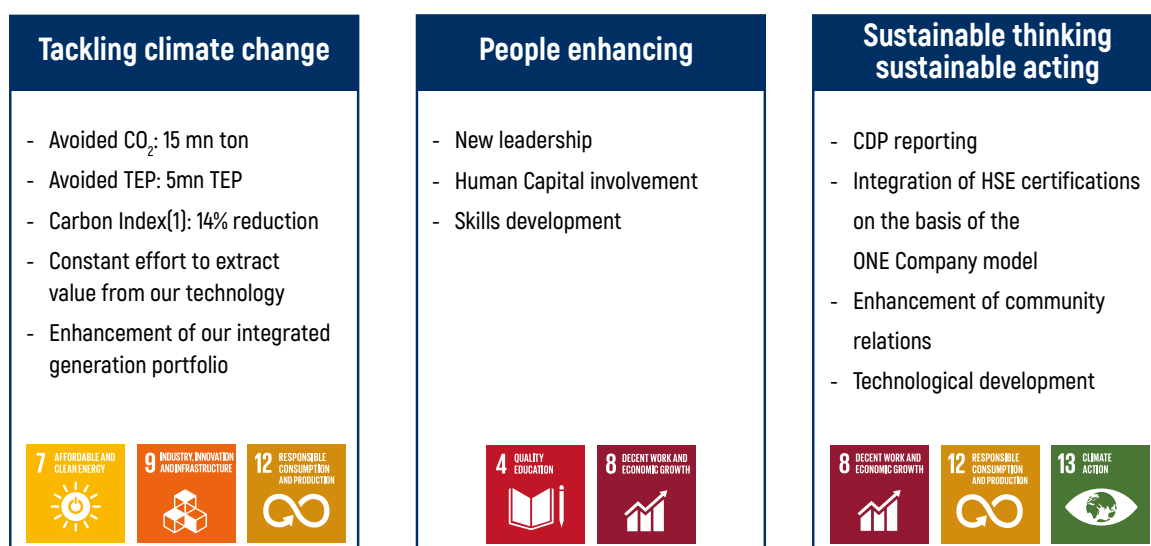 Tackling climate change
- Avoided CO₂: 15 mn ton
- Avoided TEP: 5mn TEP
- Carbon Index(1): 14% reduction
- Constant effort to extract
value from our technology
- Enhancement of our integrated
generation portfolio
7 AFFORDABLE AND
CLEAN ENERGY
9 INDUSTRY, INNOVATION
AND INFRASTRUCTURE
12 RESPONSIBLE
CONSUMPTION
AND PRODUCTION
People enhancing
- New leadership
- Human Capital involvement
- Skills development
4 QUALITY
EDUCATION
8 DECENT WORK AND
ECONOMIC GROWTH
Sustainable thinking
sustainable acting
- CDP reporting
- Integration of HSE certifications
on the basis of the
ONE Company model
- Enhancement of community
relations
- Technological development
8 DECENT WORK AND
ECONOMIC GROWTH
12 RESPONSIBLE
CONSUMPTION
AND PRODUCTION
13 CLIMATE
ACTION